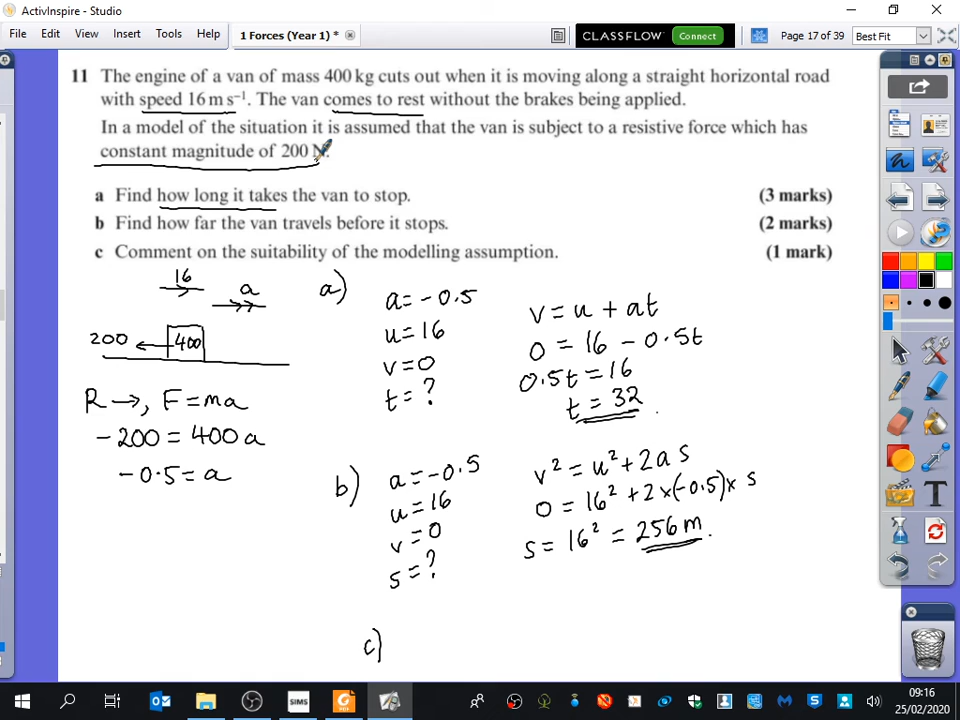 ActivInspire - Studio
File Edit View Insert Tools Help
1 Forces (Year 1) *
CLASSFLOW
Connect
Page 17 of 39
Best Fit
11 The engine of a van of mass 400 kg cuts out when it is moving along a straight horizontal road
with speed 16 m s⁻¹. The van comes to rest without the brakes being applied.
In a model of the situation it is assumed that the van is subject to a resistive force which has
constant magnitude of 200 N.
a Find how long it takes the van to stop. (3 marks)
b Find how far the van travels before it stops. (2 marks)
c Comment on the suitability of the modelling assumption. (1 mark)
16
a
200
400
R →, F = ma
-200 = 400a
-0.5 = a
a)
a = -0.5
u = 16
v = 0
t = ?
v = u + at
0 = 16 - 0.5t
0.5t = 16
t = 32.
b)
a = -0.5
u = 16
v = 0
s = ?
v² = u² + 2as
0 = 16² + 2×(-0.5)× s
s = 16² = 256m.
c)
T
SIMS
PDF
S
09:16
25/02/2020